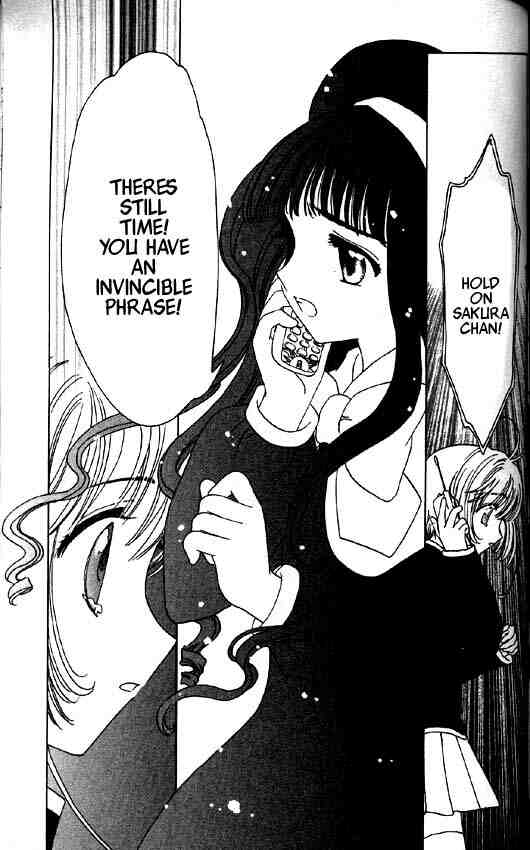 HOLD
ON
SAKURA
CHAN!
THERES
STILL
TIME!
YOU HAVE
AN
INVINCIBLE
PHRASE!